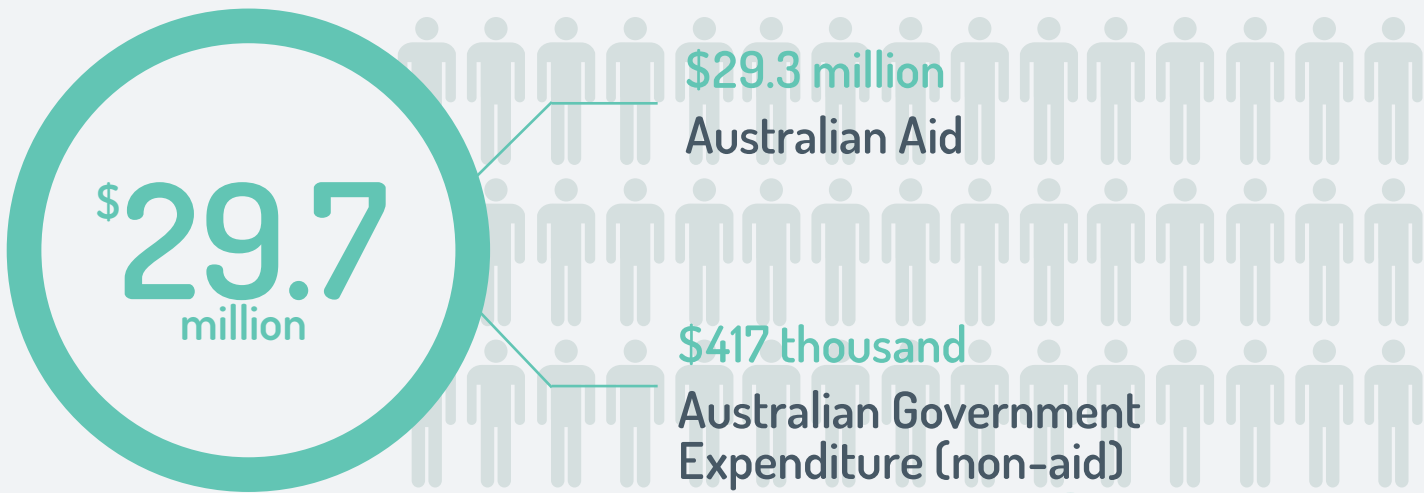 $29.7
million
$29.3 million
Australian Aid
$417 thousand
Australian Government
Expenditure (non-aid)